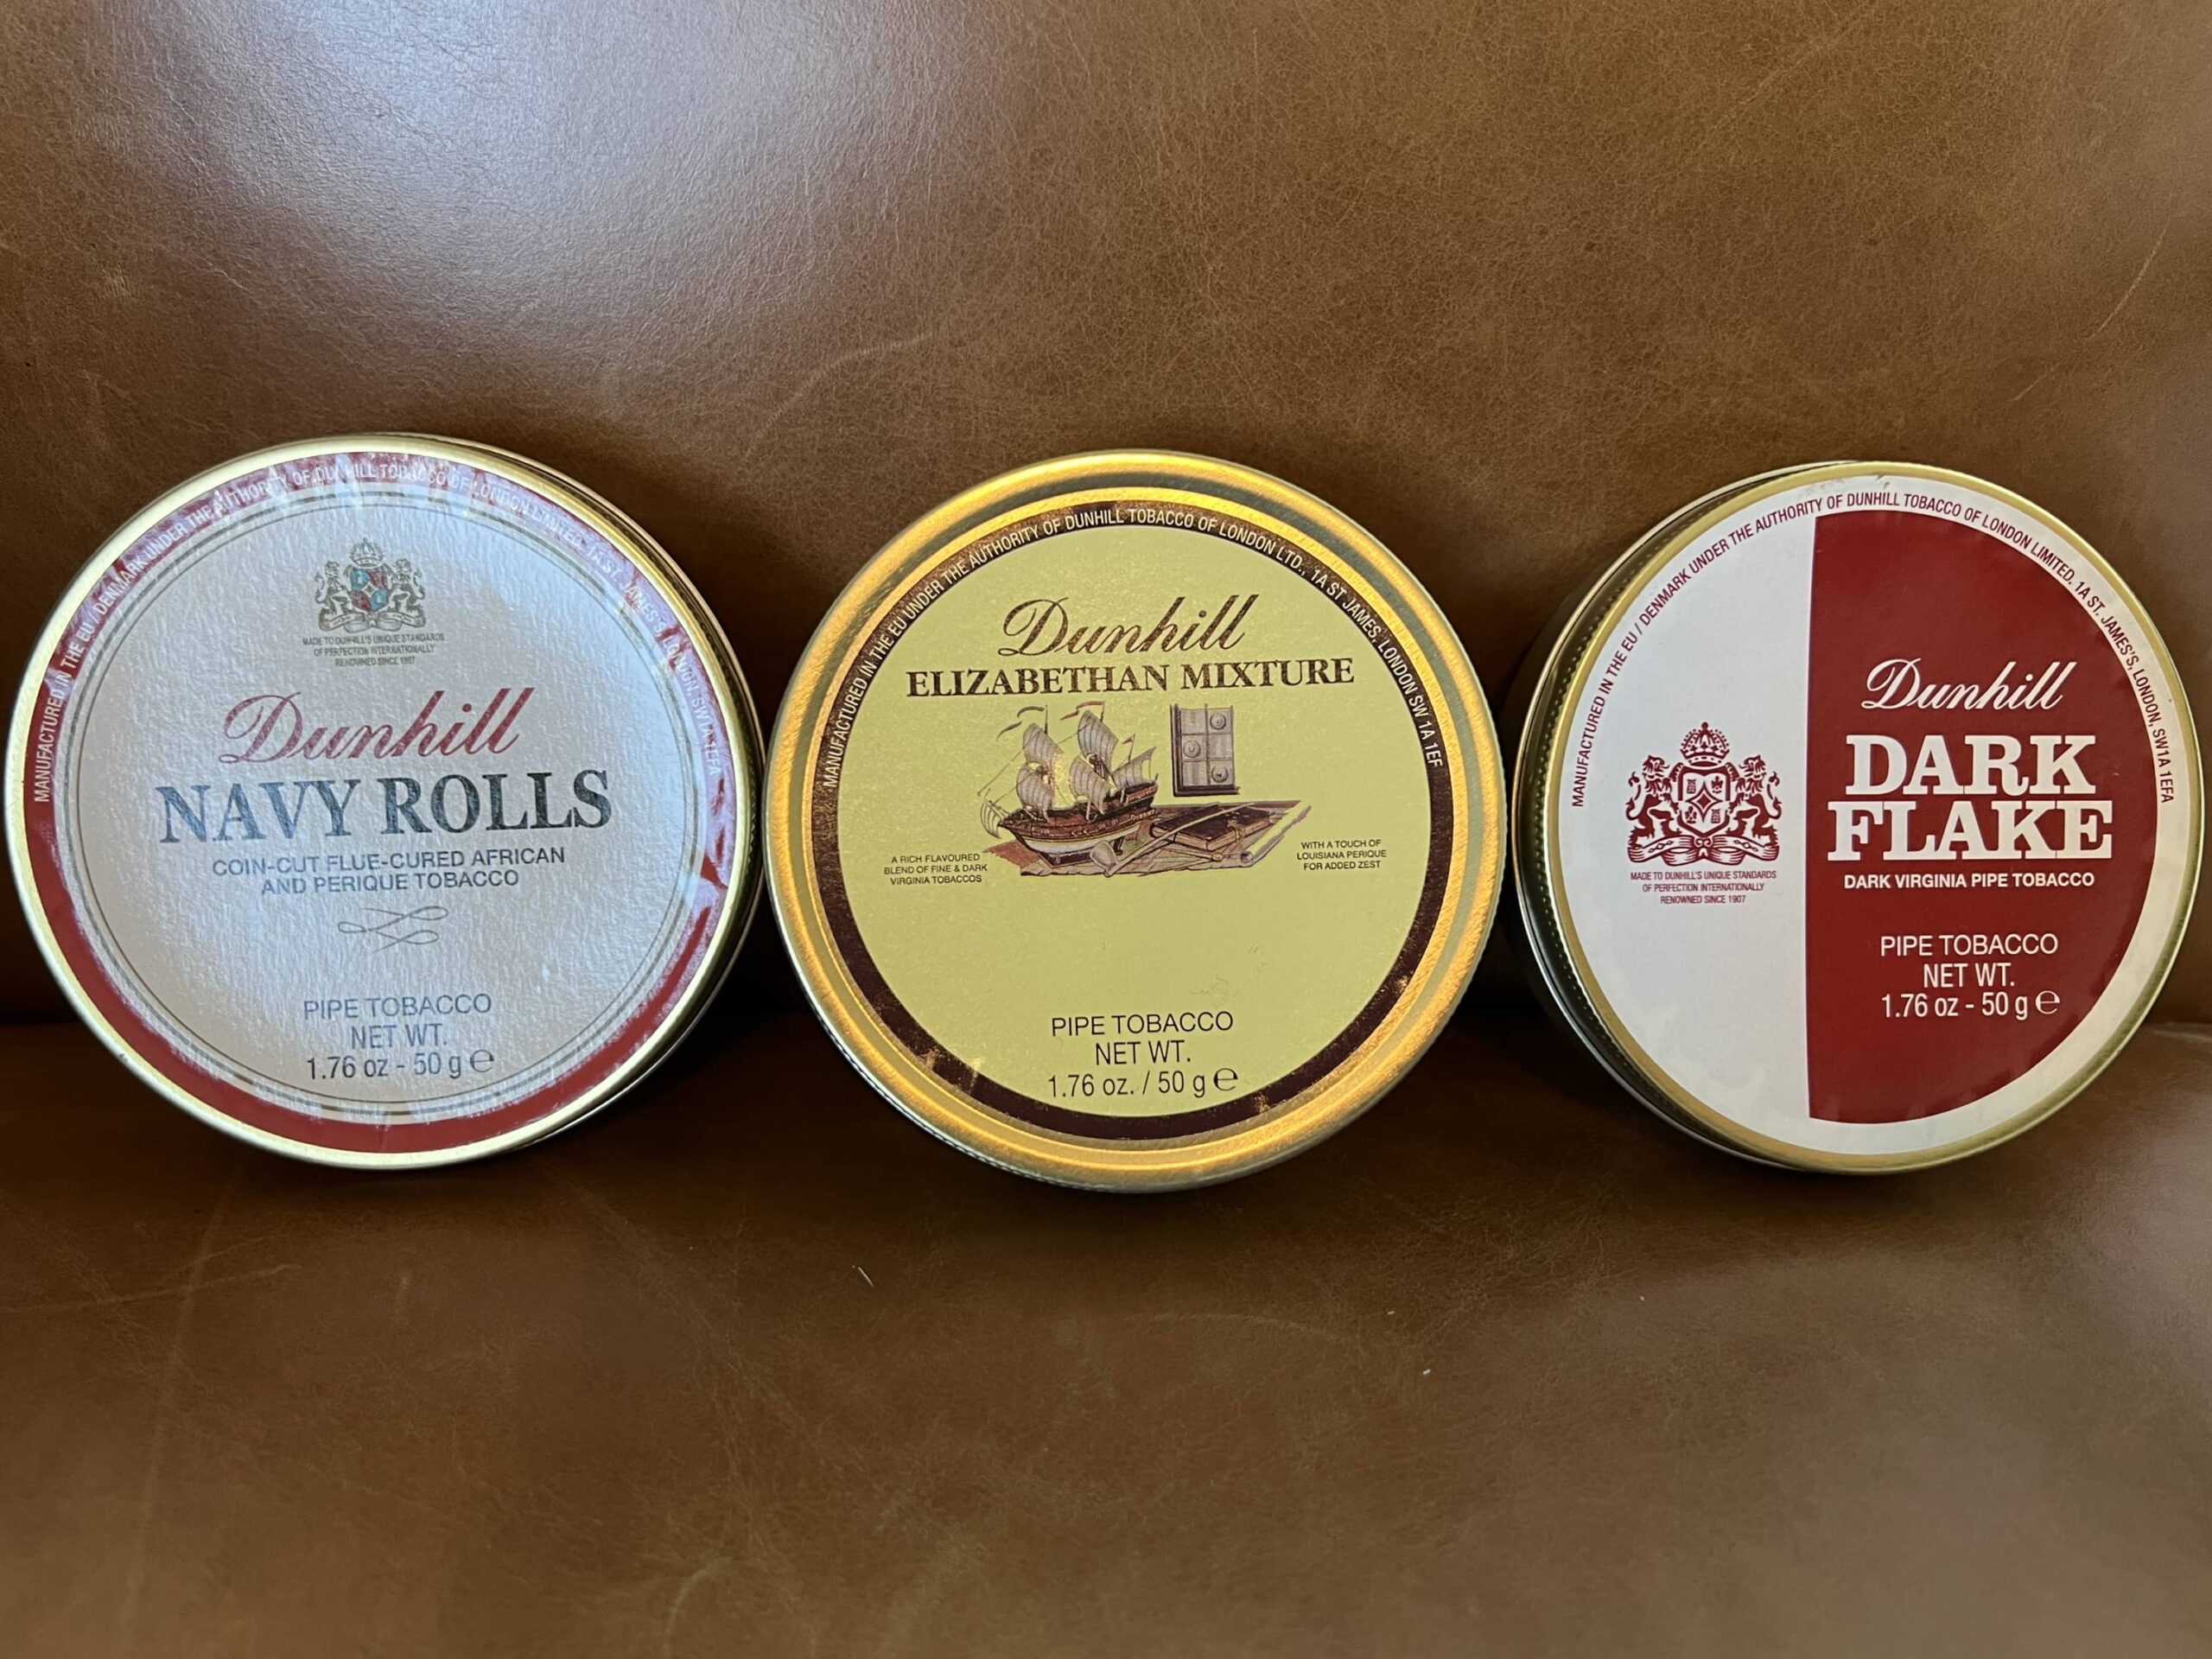 MANUFACTURED IN THE EU / DENMARK UNDER THE AUTHORITY OF DUNHILL TOBACCO OF LONDON LIMITED, 1A ST. JAMES'S, LONDON, SW1A 1EFA
MADE TO DUNHILL'S UNIQUE STANDARDS
OF PERFECTION INTERNATIONALLY
RENOWNED SINCE 1907
Dunhill
NAVY ROLLS
COIN-CUT FLUE-CURED AFRICAN
AND PERIQUE TOBACCO
PIPE TOBACCO
NET WT.
1.76 oz - 50 g ℮
MANUFACTURED IN THE EU UNDER THE AUTHORITY OF DUNHILL TOBACCO OF LONDON LTD., 1A ST JAMES, LONDON SW 1A 1EF
Dunhill
ELIZABETHAN MIXTURE
A RICH FLAVOURED
BLEND OF FINE & DARK
VIRGINIA TOBACCOS
WITH A TOUCH OF
LOUISIANA PERIQUE
FOR ADDED ZEST
PIPE TOBACCO
NET WT.
1.76 oz. / 50 g ℮
MANUFACTURED IN THE EU / DENMARK UNDER THE AUTHORITY OF DUNHILL TOBACCO OF LONDON LIMITED, 1A ST. JAMES'S, LONDON, SW1A 1EFA
MADE TO DUNHILL'S UNIQUE STANDARDS
OF PERFECTION INTERNATIONALLY
RENOWNED SINCE 1907
Dunhill
DARK
FLAKE
DARK VIRGINIA PIPE TOBACCO
PIPE TOBACCO
NET WT.
1.76 oz - 50 g ℮